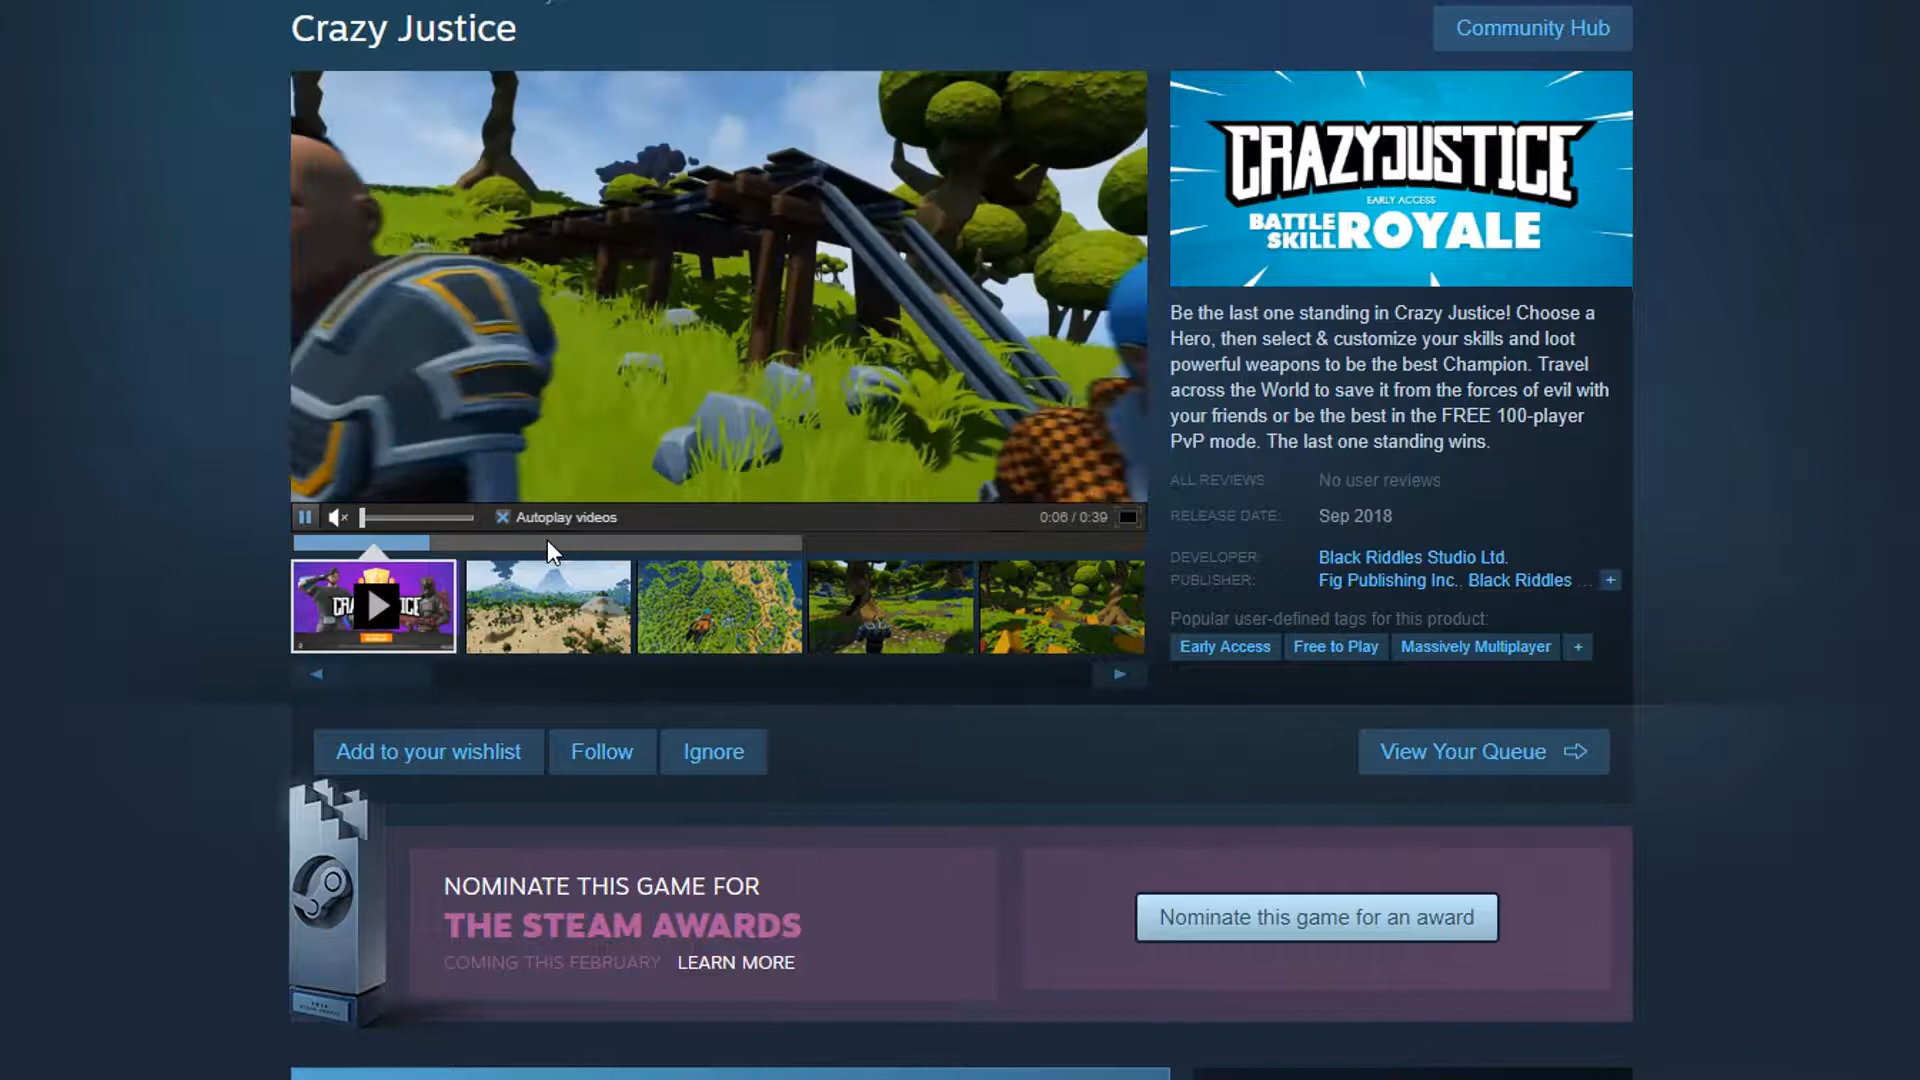 Crazy Justice
Community Hub
CRAZY JUSTICE
EARLY ACCESS
BATTLE
SKILL ROYALE
Be the last one standing in Crazy Justice! Choose a
Hero, then select & customize your skills and loot
powerful weapons to be the best Champion. Travel
across the World to save it from the forces of evil with
your friends or be the best in the FREE 100-player
PvP mode. The last one standing wins.
ALL REVIEWS No user reviews
RELEASE DATE: Sep 2018
DEVELOPER: Black Riddles Studio Ltd.
PUBLISHER: Fig Publishing Inc., Black Riddles ... +
Popular user-defined tags for this product:
Early Access Free to Play Massively Multiplayer +
Autoplay videos
0:06 / 0:39
Add to your wishlist Follow Ignore
View Your Queue
NOMINATE THIS GAME FOR
THE STEAM AWARDS
COMING THIS FEBRUARY LEARN MORE
Nominate this game for an award